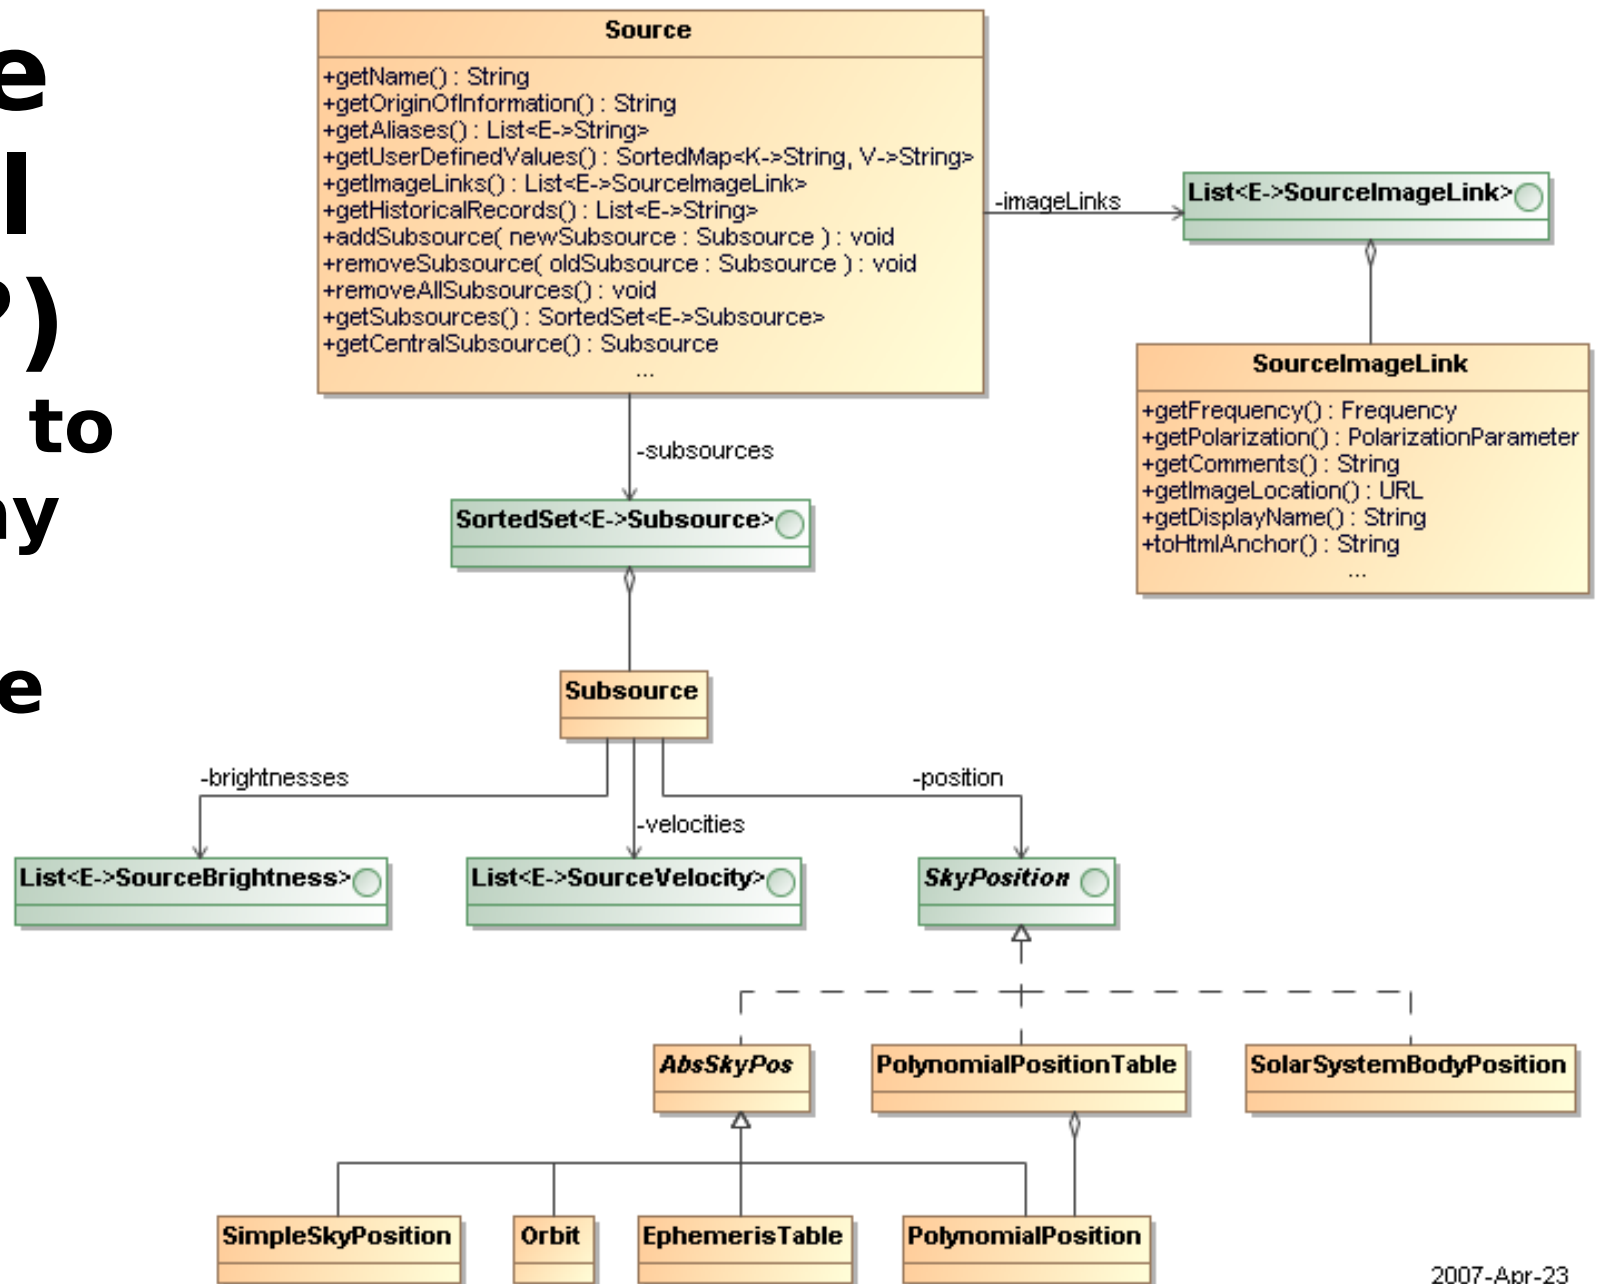 e
l
?)
to
ay
e
Source
+getName() : String
+getOriginOfInformation() : String
+getAliases() : List<E->String>
+getUserDefinedValues() : SortedMap<K->String, V->String>
+getImageLinks() : List<E->SourceImageLink>
+getHistoricalRecords() : List<E->String>
+addSubsource( newSubsource : Subsource ) : void
+removeSubsource( oldSubsource : Subsource ) : void
+removeAllSubsources() : void
+getSubsources() : SortedSet<E->Subsource>
+getCentralSubsource() : Subsource
...
-imageLinks
List<E->SourceImageLink>
SourceImageLink
+getFrequency() : Frequency
+getPolarization() : PolarizationParameter
+getComments() : String
+getImageLocation() : URL
+getDisplayName() : String
+toHtmlAnchor() : String
...
-subsources
SortedSet<E->Subsource>
Subsource
-brightnesses
-velocities
-position
List<E->SourceBrightness>
List<E->SourceVelocity>
SkyPosition
AbsSkyPos
PolynomialPositionTable
SolarSystemBodyPosition
SimpleSkyPosition
Orbit
EphemerisTable
PolynomialPosition
2007-Apr-23